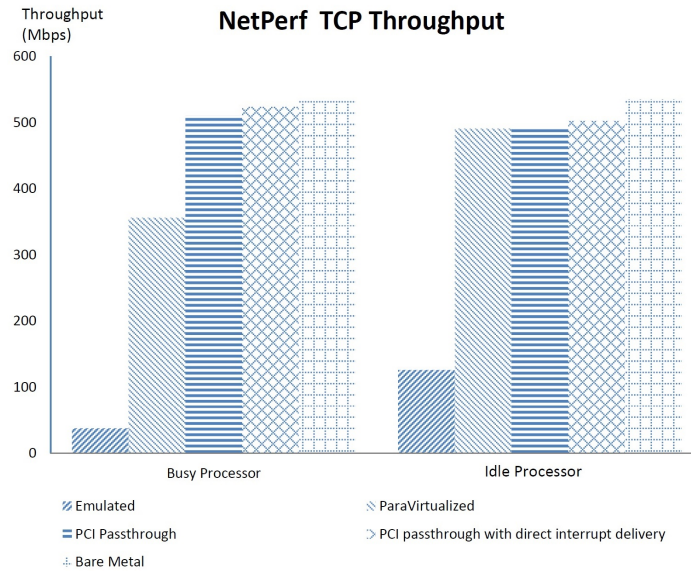 Throughput
(Mbps)
NetPerf TCP Throughput
600
500
400
300
200
100
0
Busy Processor
Idle Processor
Emulated
ParaVirtualized
PCI Passthrough
PCI passthrough with direct interrupt delivery
Bare Metal